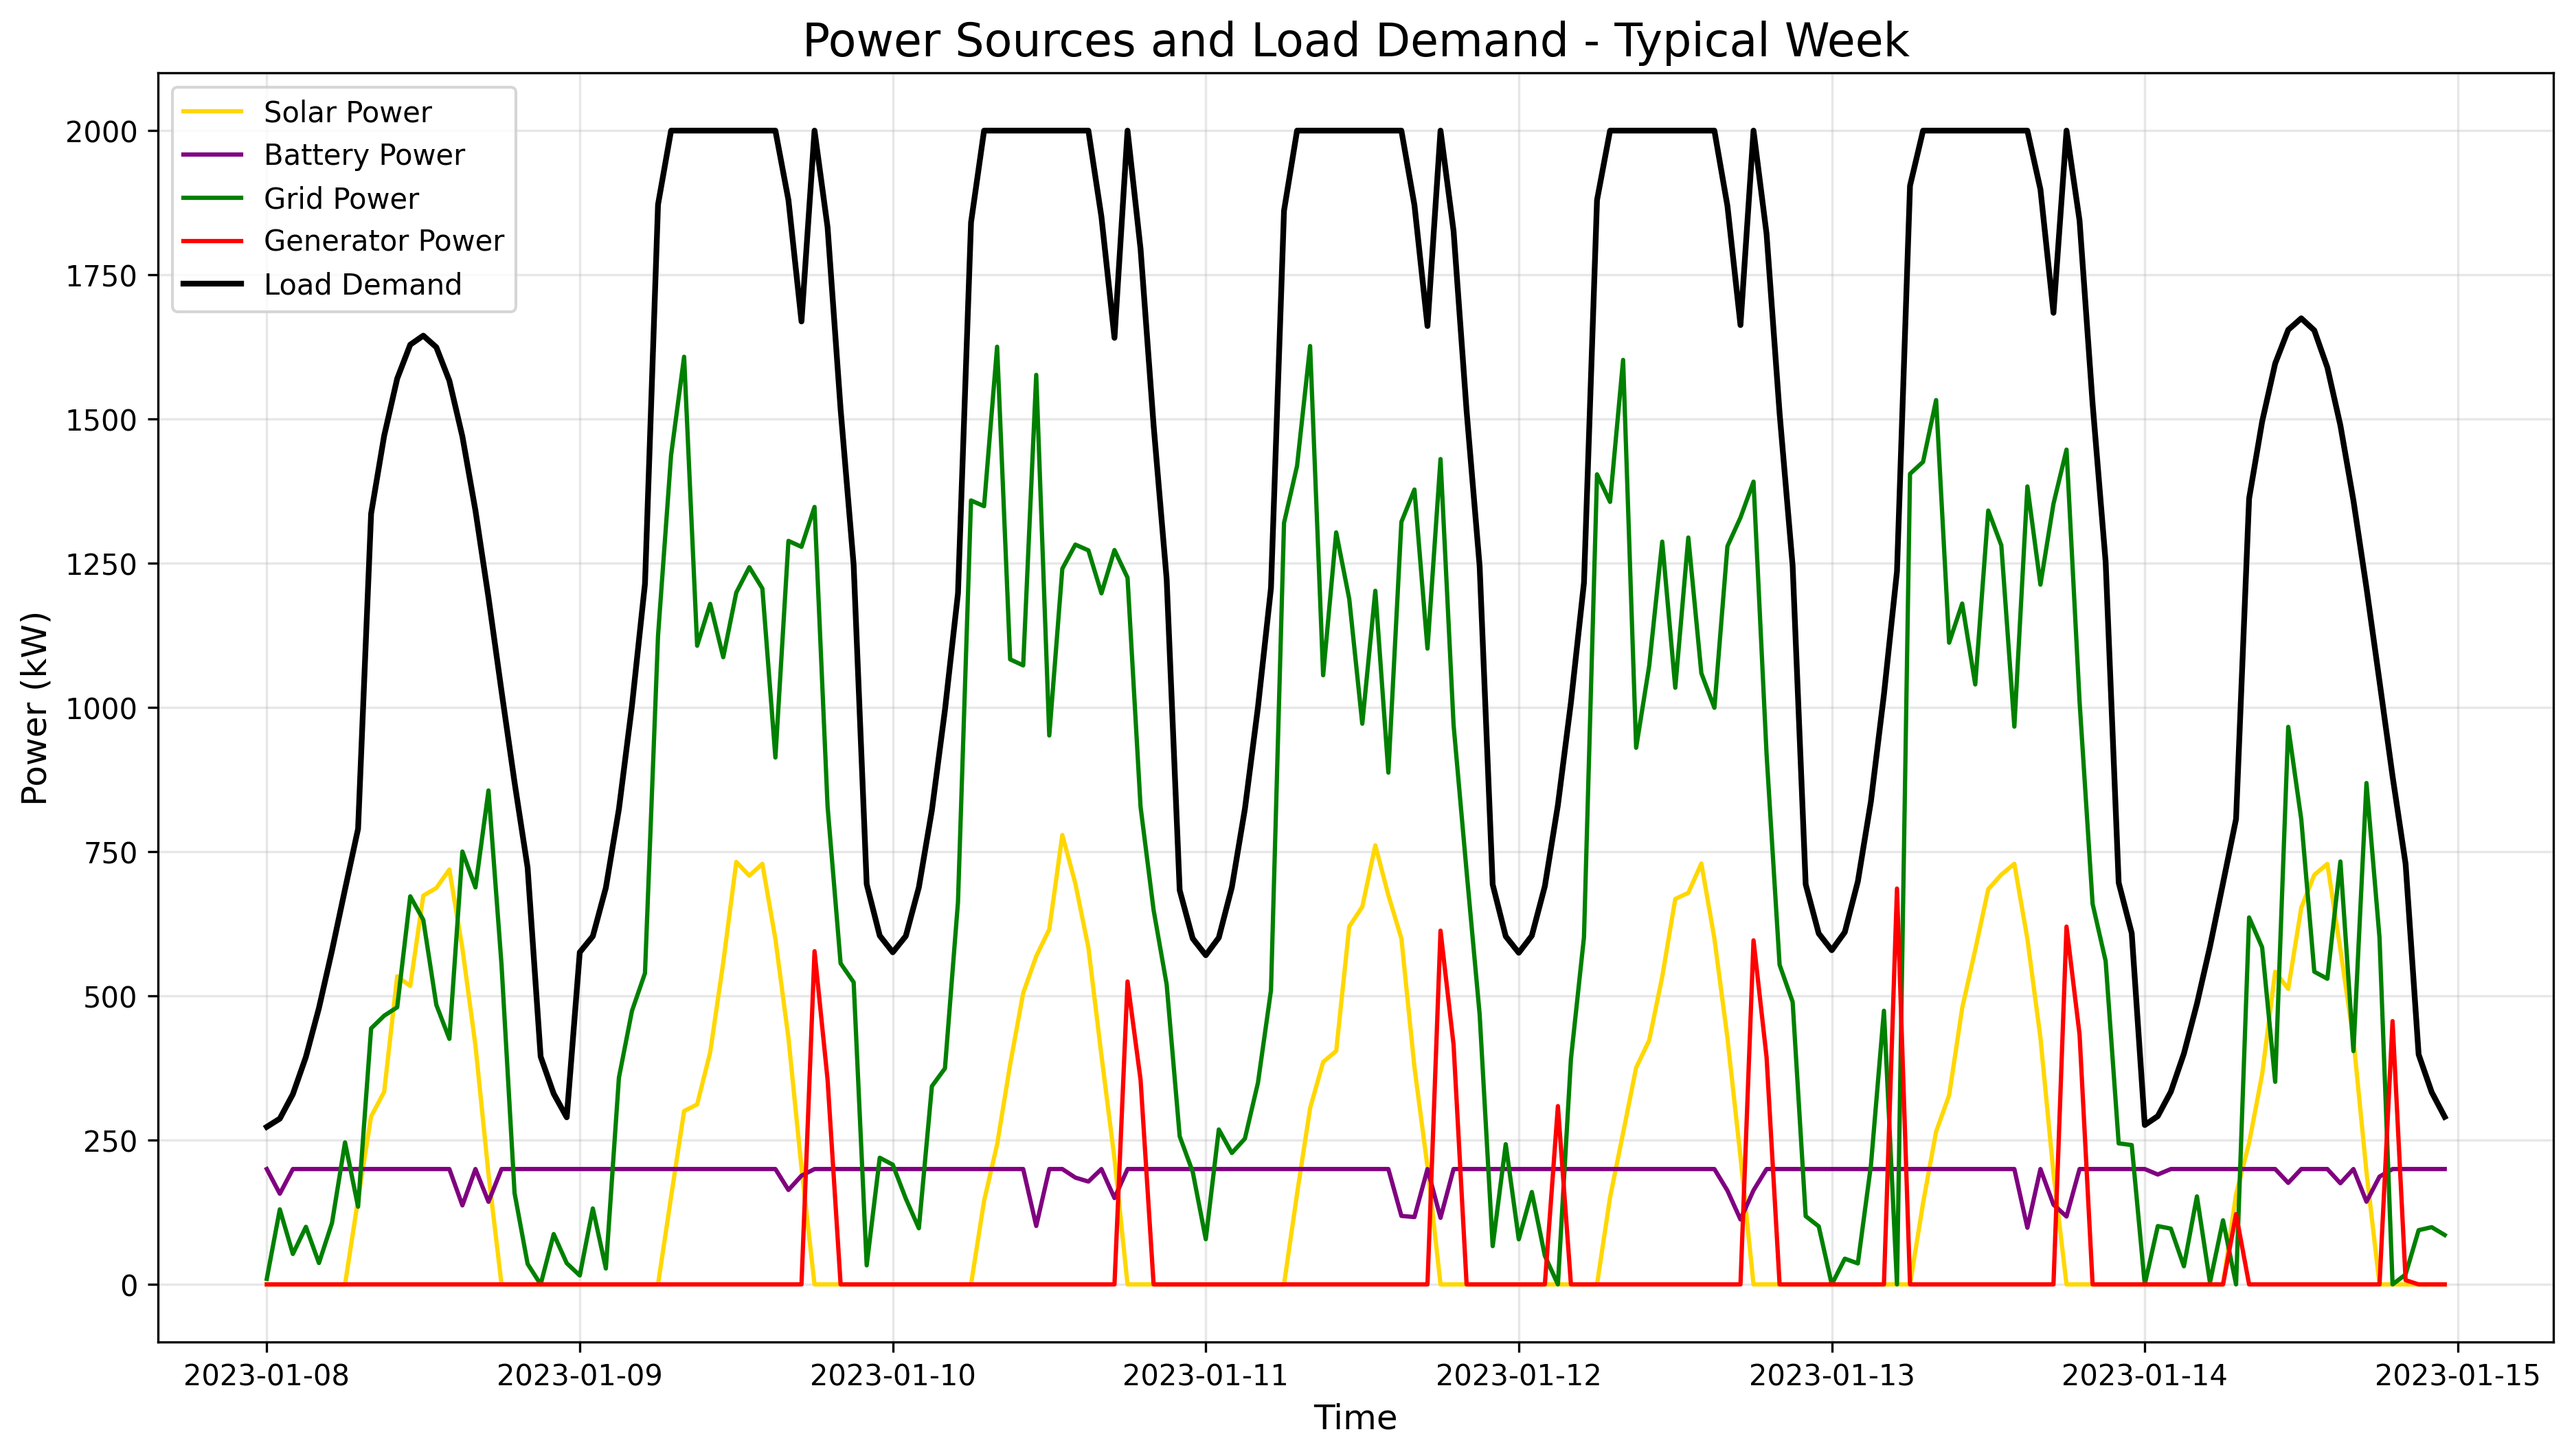 Power Sources and Load Demand - Typical Week
Solar Power
Battery Power
Grid Power
Generator Power
Load Demand
Power (kW)
2000
1750
1500
1250
1000
750
500
250
0
2023-01-08
2023-01-09
2023-01-10
2023-01-11
2023-01-12
2023-01-13
2023-01-14
2023-01-15
Time